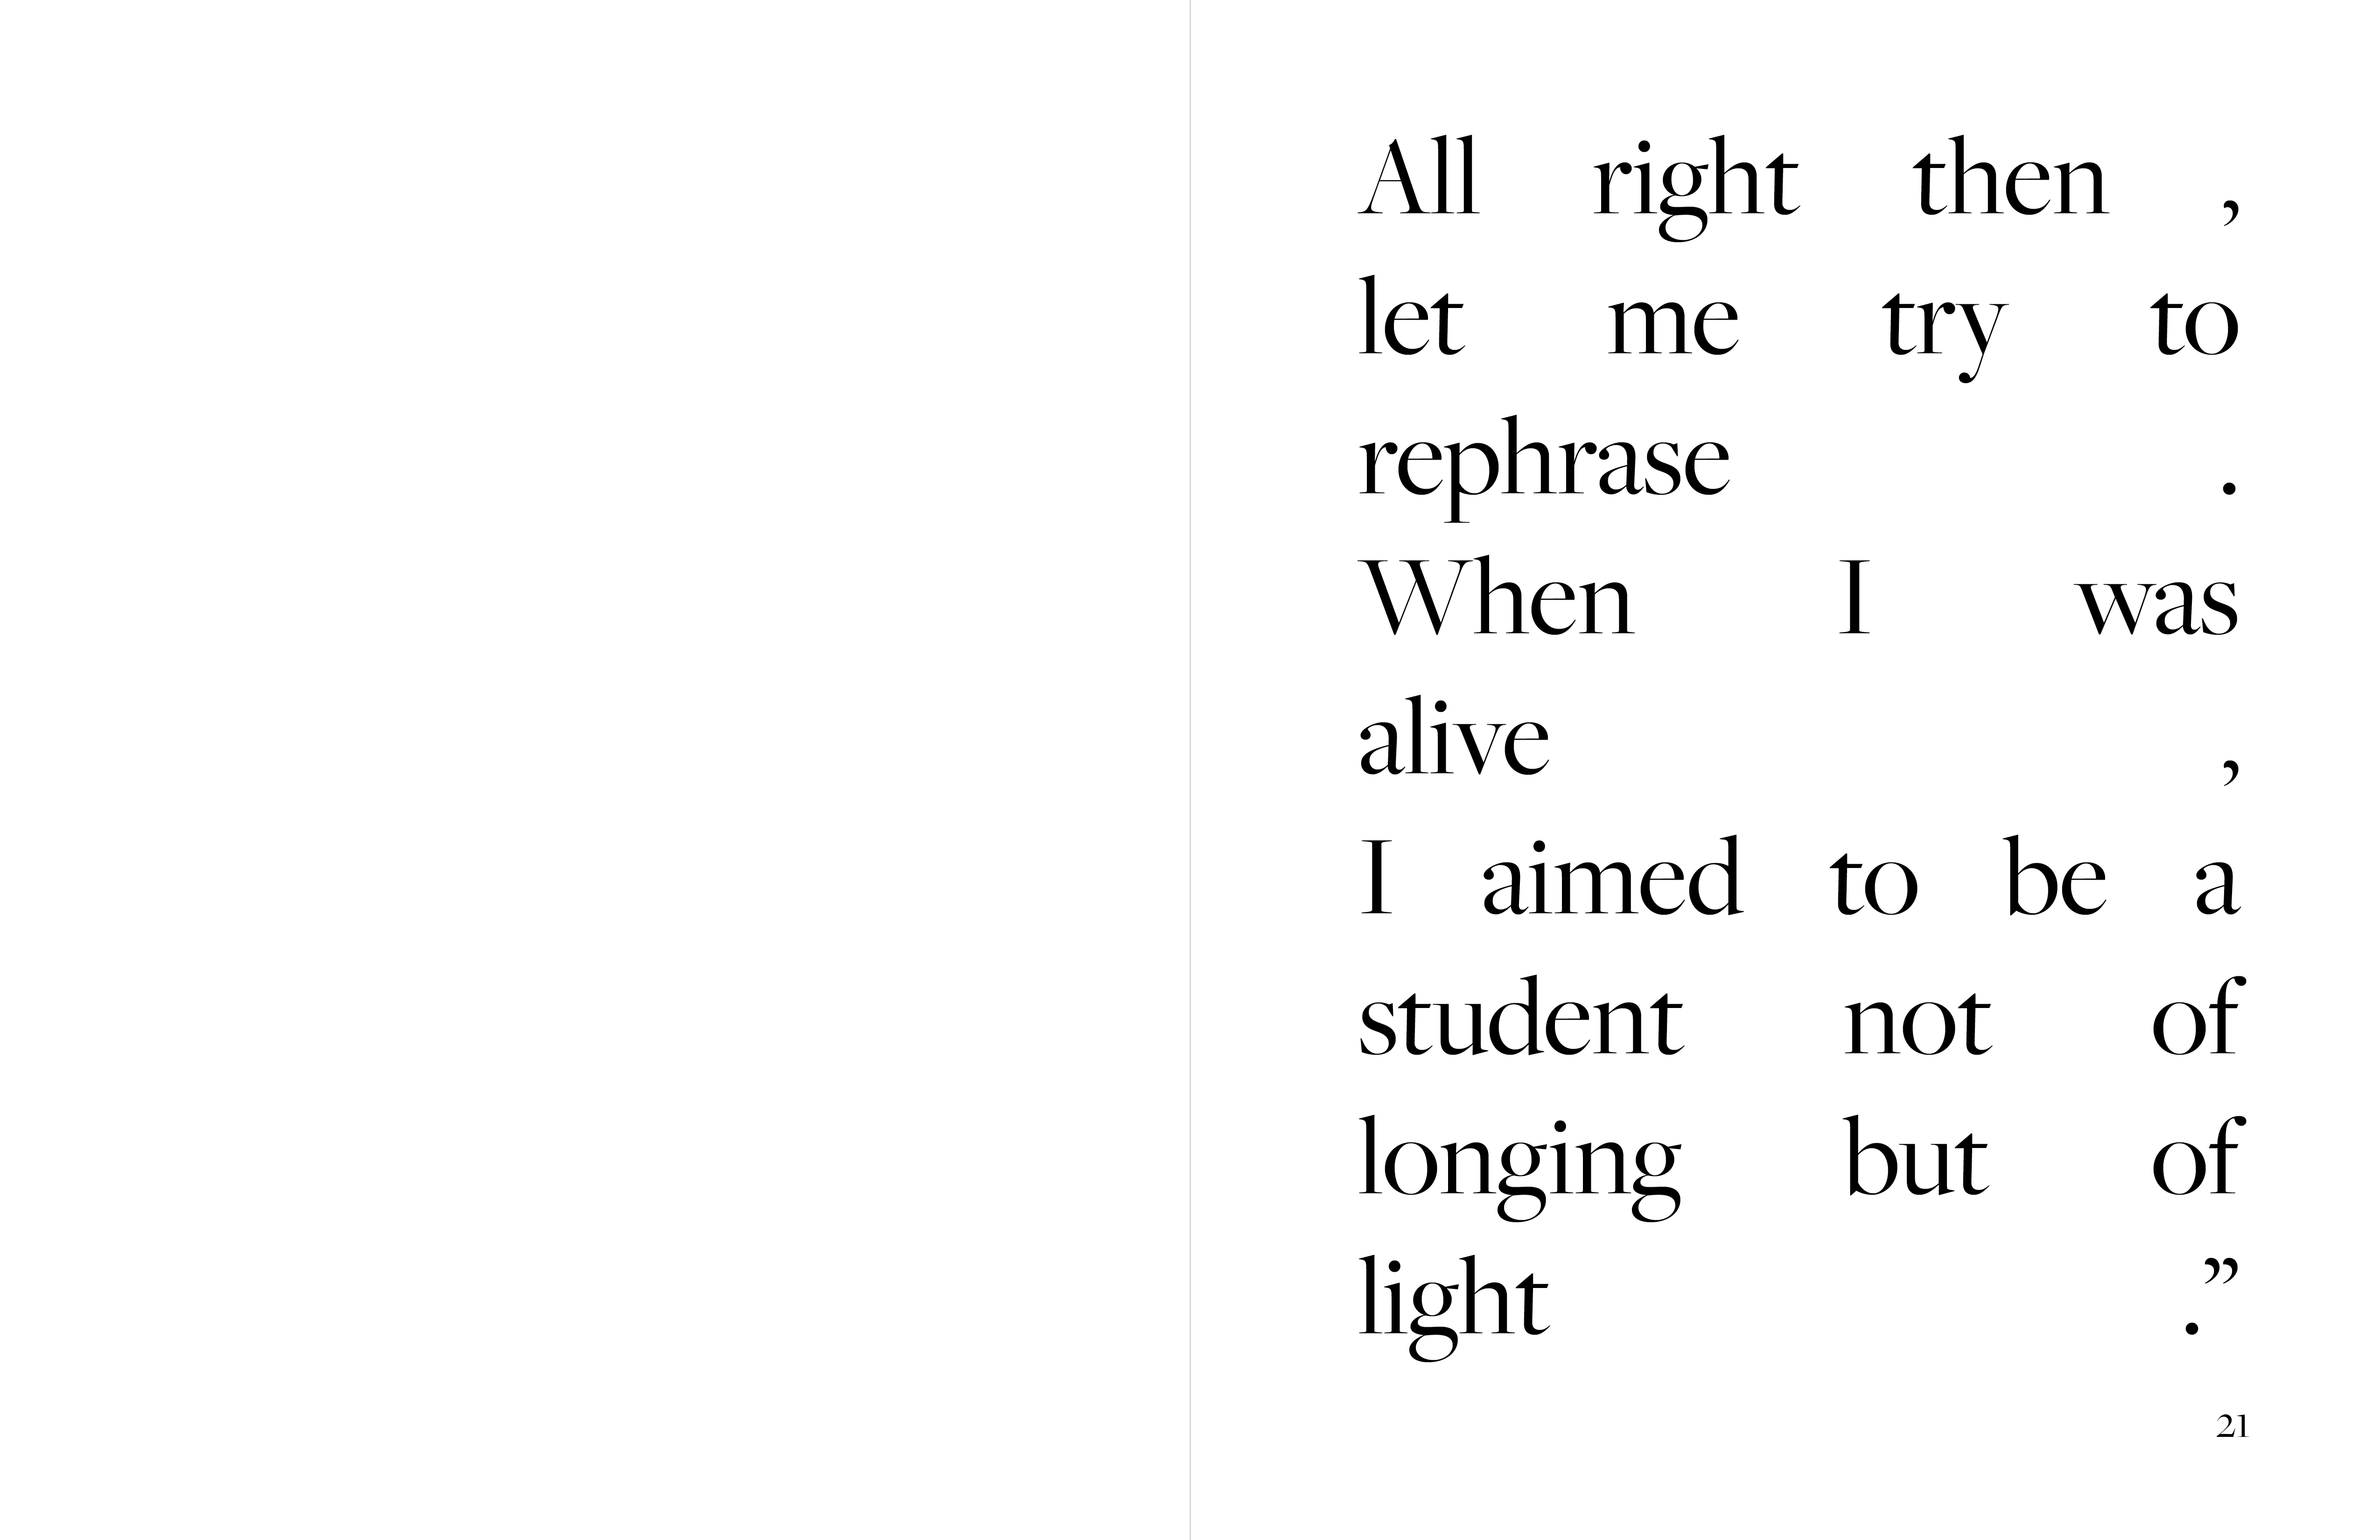 All right then ,
let me try to
rephrase .
When I was
alive ,
I aimed to be a
student not of
longing but of
light .”
21